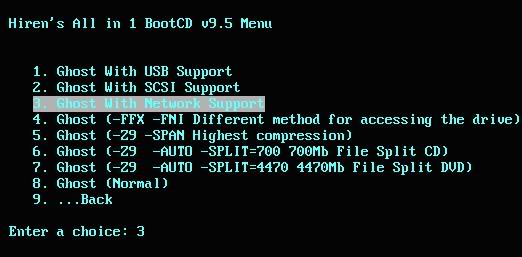 Hiren's All in 1 BootCD v9.5 Menu
1. Ghost With USB Support
2. Ghost With SCSI Support
3. Ghost With Network Support
4. Ghost (-FFX -FNI Different method for accessing the drive)
5. Ghost (-Z9 -SPAN Highest compression)
6. Ghost (-Z9 -AUTO -SPLIT=700 700Mb File Split CD)
7. Ghost (-Z9 -AUTO -SPLIT=4470 4470Mb File Split DVD)
8. Ghost (Normal)
9. ...Back
Enter a choice: 3